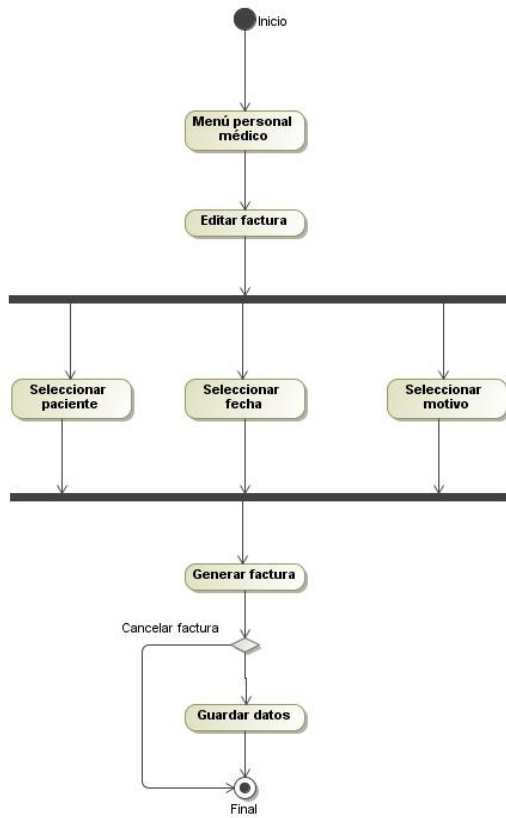 Inicio
Menú personal
médico
Editar factura
Seleccionar
paciente
Seleccionar
fecha
Seleccionar
motivo
Generar factura
Cancelar factura
Guardar datos
Final